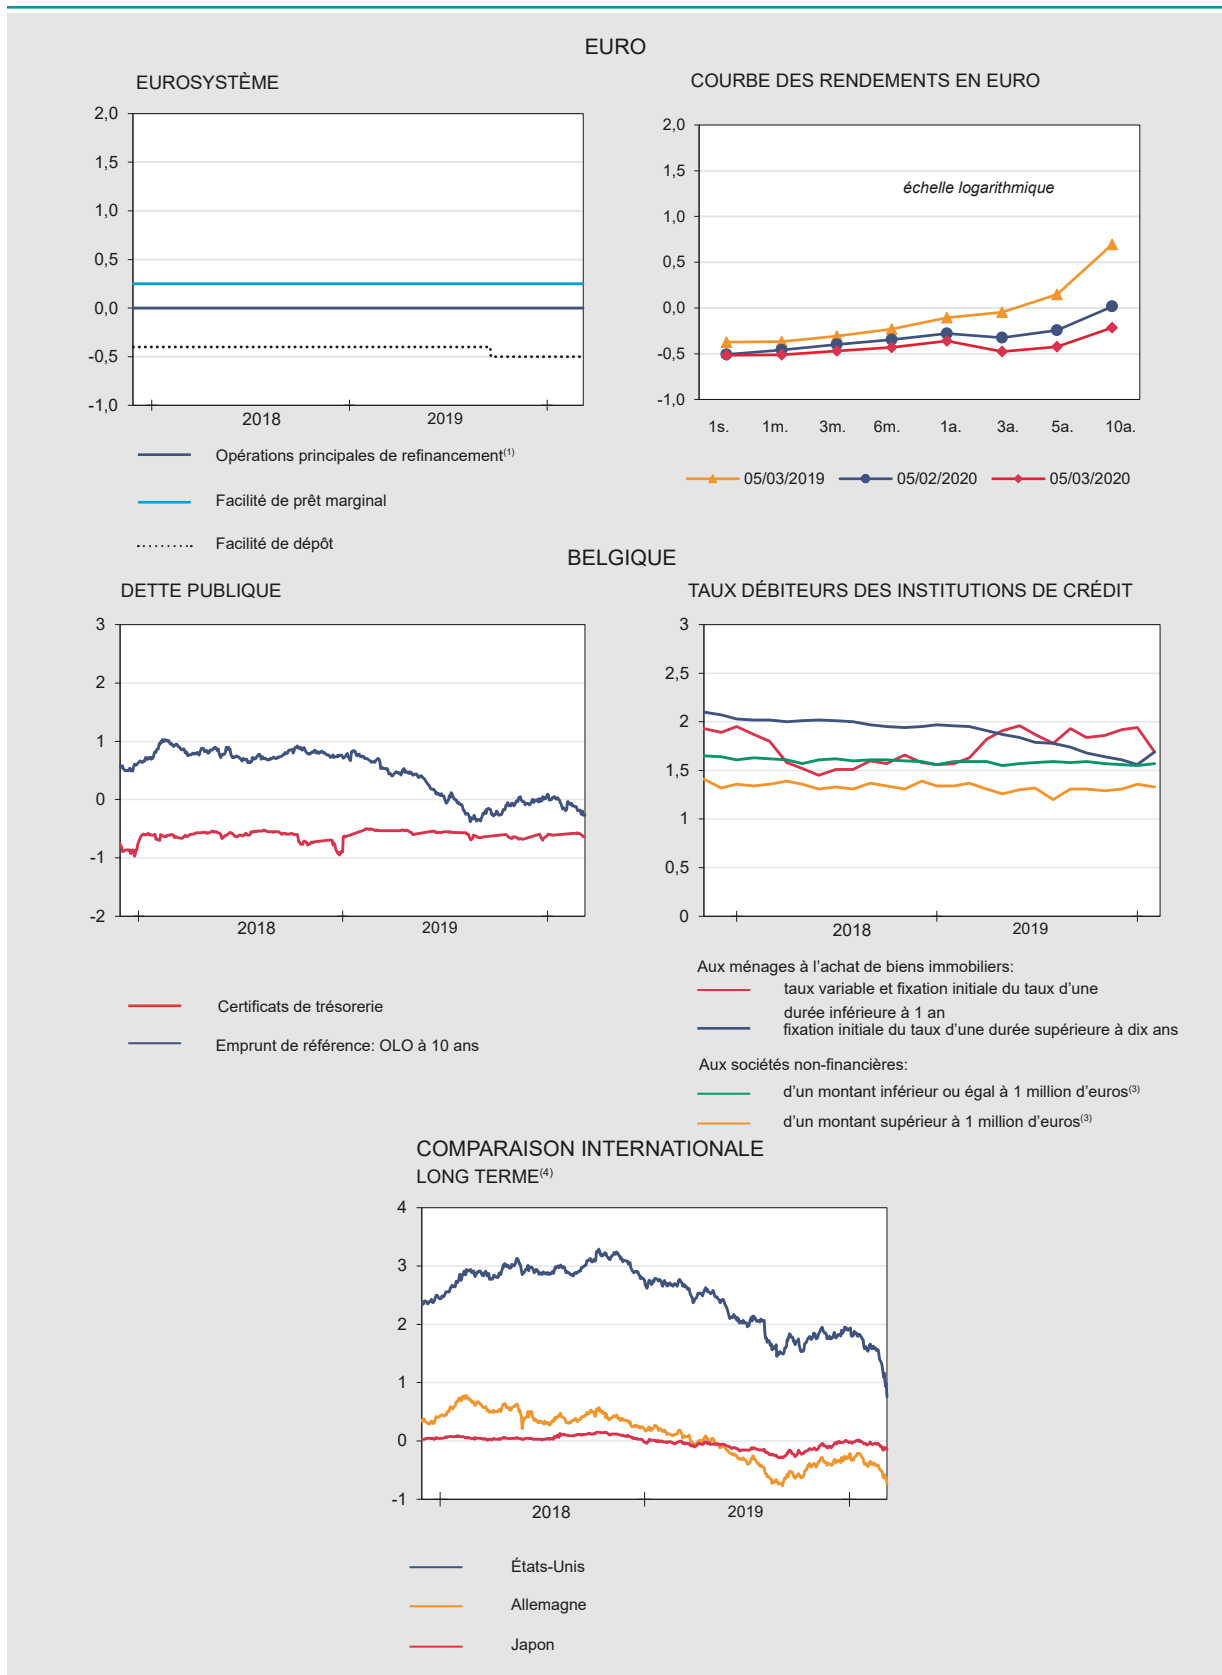 EURO
EUROSYSTÈME
2,0
1,5
1,0
0,5
0,0
-0,5
-1,0
2018
2019
Opérations principales de refinancement(1)
Facilité de prêt marginal
Facilité de dépôt
COURBE DES RENDEMENTS EN EURO
2,0
1,5
1,0
0,5
0,0
-0,5
-1,0
échelle logarithmique
1s.
1m.
3m.
6m.
1a.
3a.
5a.
10a.
05/03/2019
05/02/2020
05/03/2020
BELGIQUE
DETTE PUBLIQUE
3
2
1
0
-1
-2
2018
2019
Certificats de trésorerie
Emprunt de référence: OLO à 10 ans
TAUX DÉBITEURS DES INSTITUTIONS DE CRÉDIT
3
2,5
2
1,5
1
0,5
0
2018
2019
Aux ménages à l’achat de biens immobiliers:
taux variable et fixation initiale du taux d’une
durée inférieure à 1 an
fixation initiale du taux d’une durée supérieure à dix ans
Aux sociétés non-financières:
d’un montant inférieur ou égal à 1 million d’euros(3)
d’un montant supérieur à 1 million d’euros(3)
COMPARAISON INTERNATIONALE
LONG TERME(4)
4
3
2
1
0
-1
2018
2019
États-Unis
Allemagne
Japon